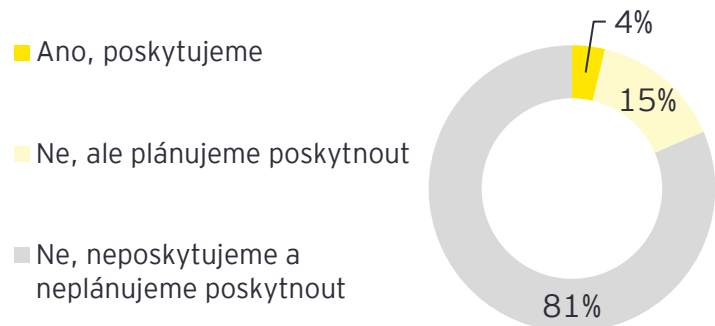 Ano, poskytujeme
Ne, ale plánujeme poskytnout
Ne, neposkytujeme a
neplánujeme poskytnout
4%
15%
81%